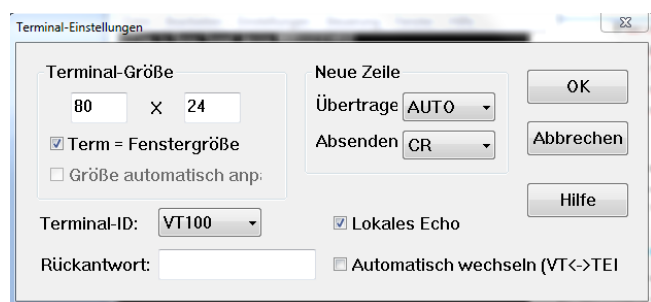 Terminal-Einstellungen
Terminal-Größe
80 X 24
Term = Fenstergröße
Größe automatisch anp
Neue Zeile
Übertrage AUTO
Absenden CR
OK
Abbrechen
Hilfe
Terminal-ID: VT100
Lokales Echo
Rückantwort:
Automatisch wechseln (VT<->TEI